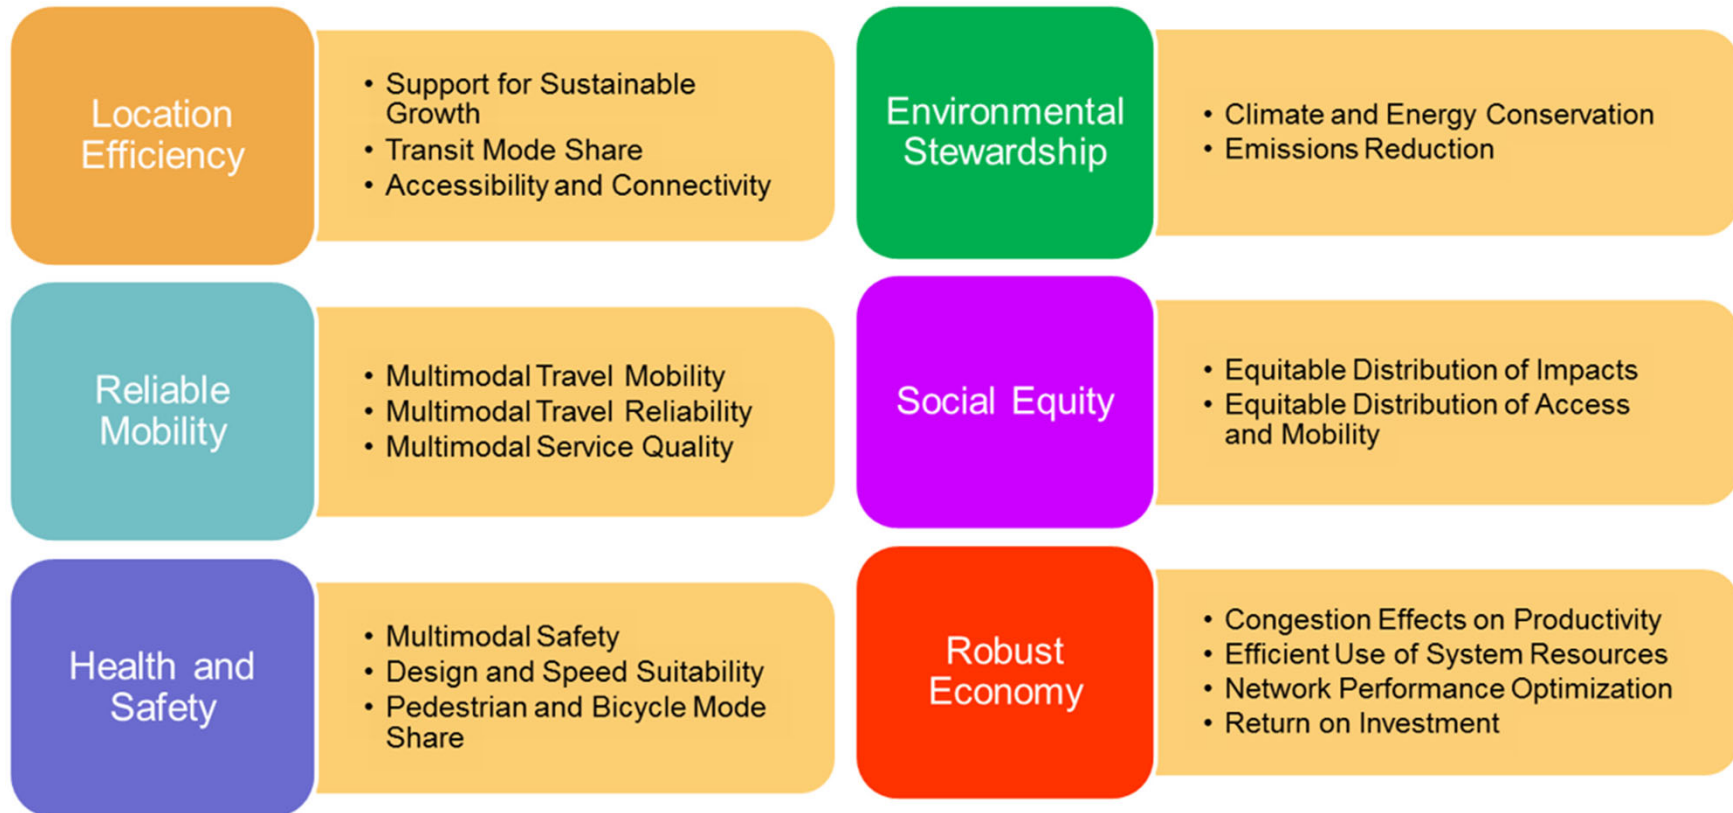 Location
Efficiency
• Support for Sustainable
Growth
• Transit Mode Share
• Accessibility and Connectivity
Environmental
Stewardship
• Climate and Energy Conservation
• Emissions Reduction
Reliable
Mobility
• Multimodal Travel Mobility
• Multimodal Travel Reliability
• Multimodal Service Quality
Social Equity
• Equitable Distribution of Impacts
• Equitable Distribution of Access
and Mobility
Health and
Safety
• Multimodal Safety
• Design and Speed Suitability
• Pedestrian and Bicycle Mode
Share
Robust
Economy
• Congestion Effects on Productivity
• Efficient Use of System Resources
• Network Performance Optimization
• Return on Investment